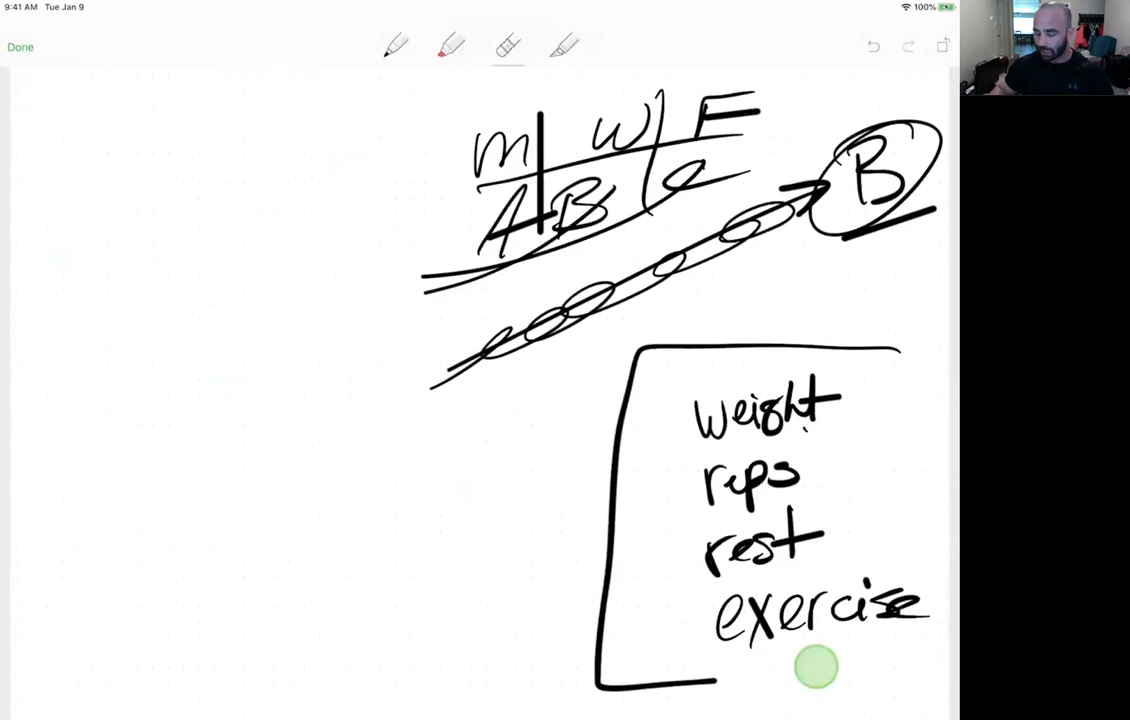 9:41 AM Tue Jan 9
100%
Done
M W F
A B C
B
weight
reps
rest
exercise